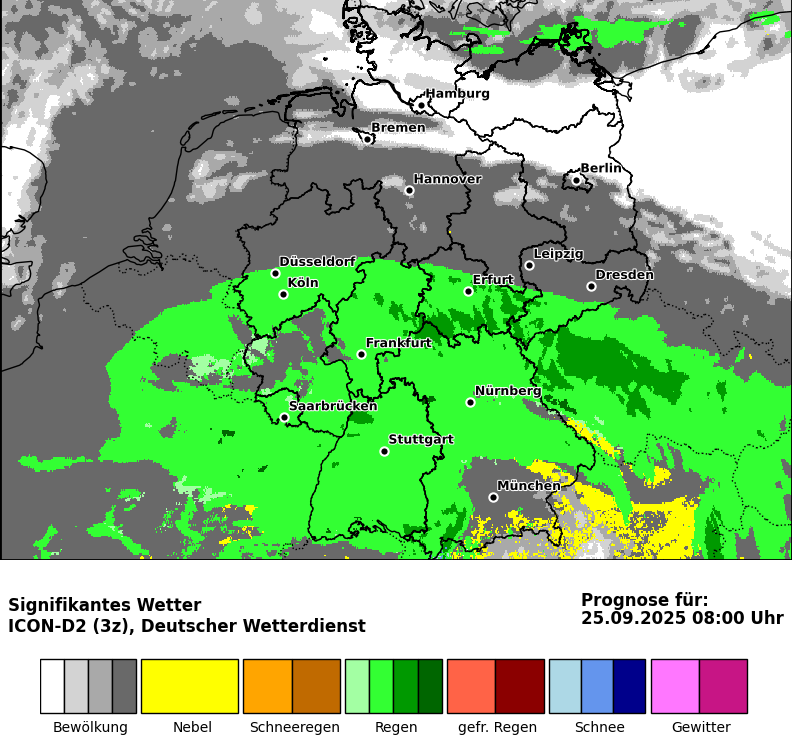 Hamburg
Bremen
Berlin
Hannover
Leipzig
Düsseldorf
Dresden
Köln
Erfurt
Frankfurt
Nürnberg
Saarbrücken
Stuttgart
München
Signifikantes Wetter
ICON-D2 (3z), Deutscher Wetterdienst
Prognose für:
25.09.2025 08:00 Uhr
Bewölkung Nebel Schneeregen Regen gefr. Regen Schnee Gewitter